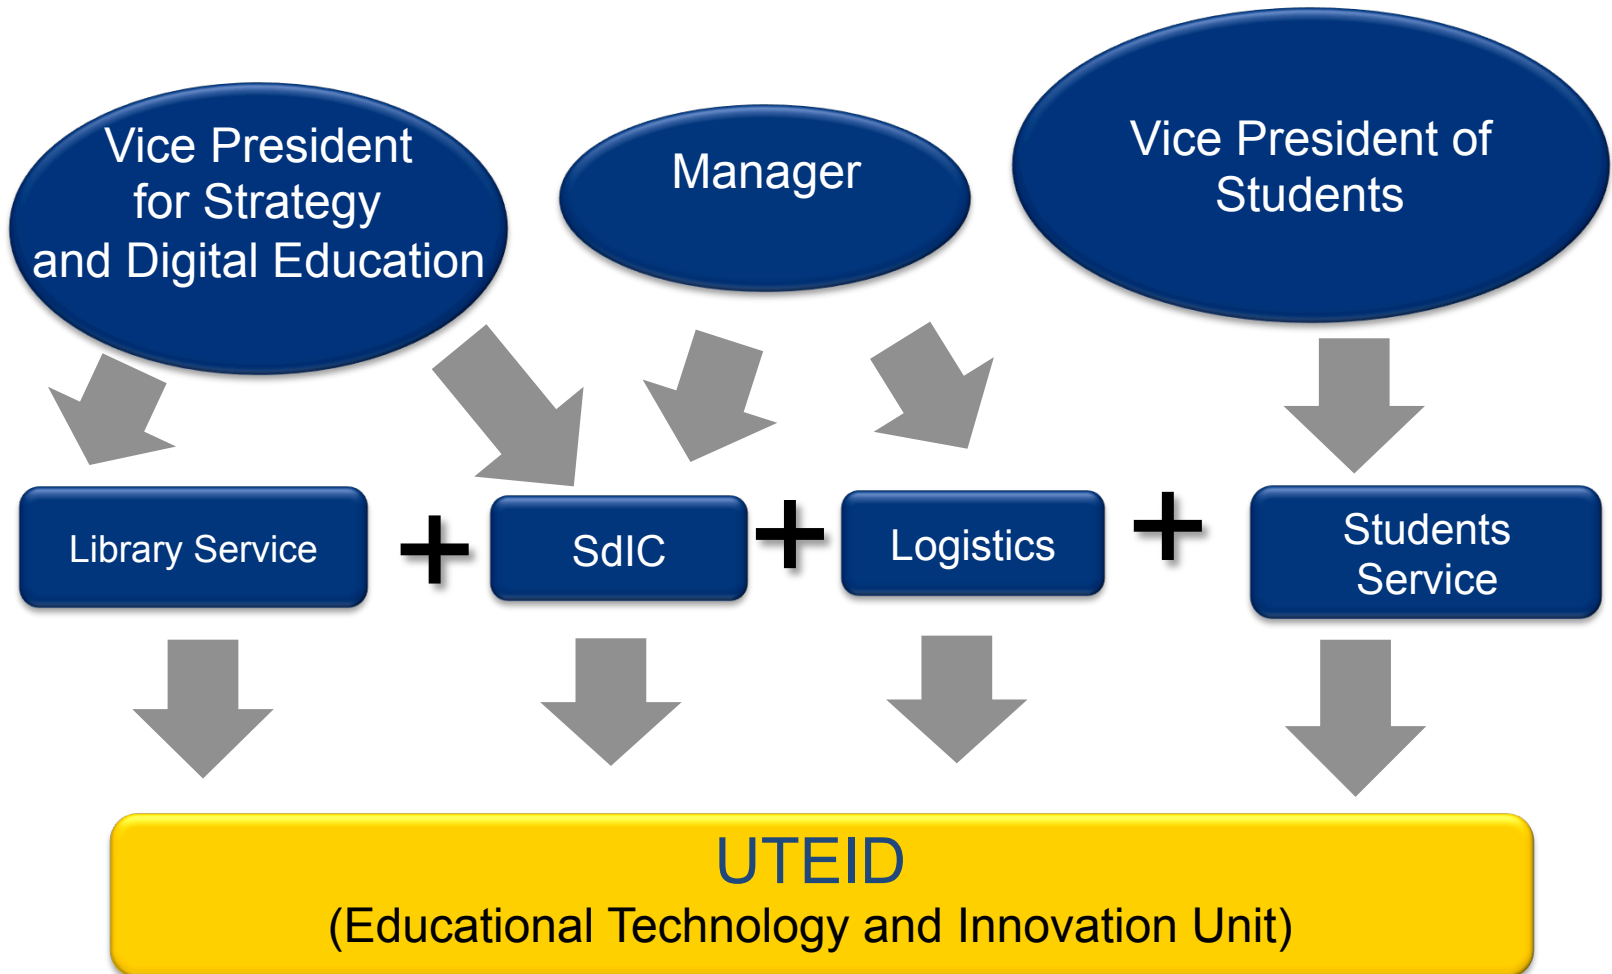 Vice President
for Strategy
and Digital Education
Manager
Vice President of
Students
Library Service
+
SdIC
+
Logistics
+
Students
Service
UTEID
(Educational Technology and Innovation Unit)